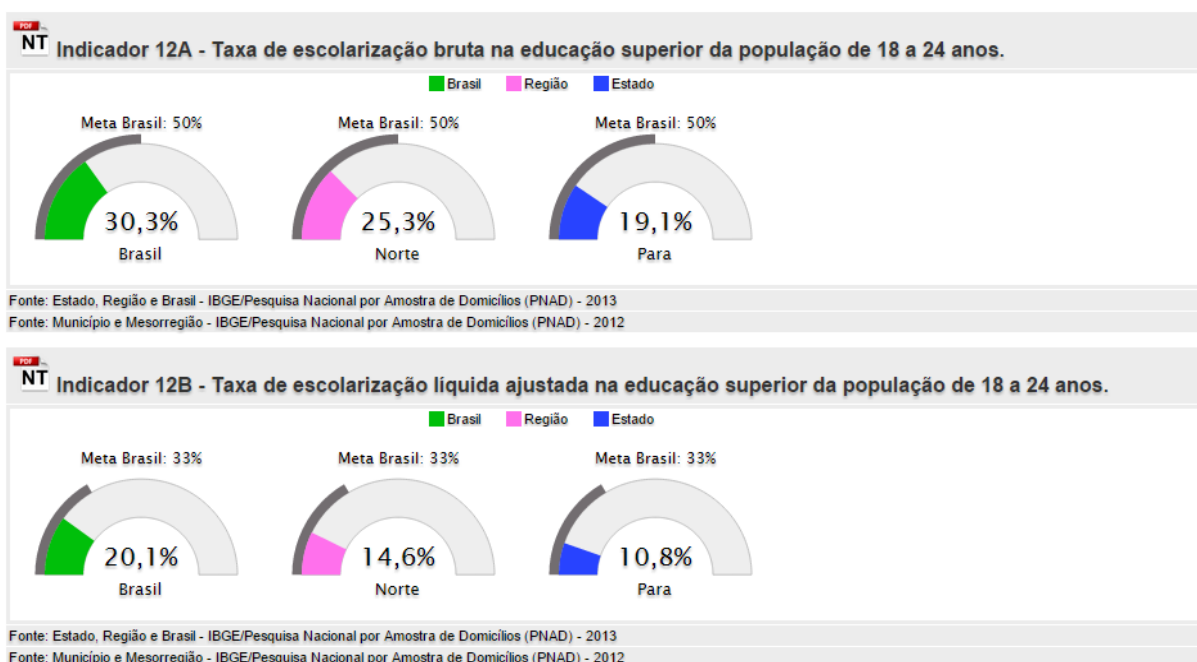 PDF
NT Indicador 12A - Taxa de escolarização bruta na educação superior da população de 18 a 24 anos.
Brasil Região Estado
Meta Brasil: 50% Meta Brasil: 50% Meta Brasil: 50%
30,3% 25,3% 19,1%
Brasil Norte Para
Fonte: Estado, Região e Brasil - IBGE/Pesquisa Nacional por Amostra de Domicílios (PNAD) - 2013
Fonte: Município e Mesorregião - IBGE/Pesquisa Nacional por Amostra de Domicílios (PNAD) - 2012
PDF
NT Indicador 12B - Taxa de escolarização líquida ajustada na educação superior da população de 18 a 24 anos.
Brasil Região Estado
Meta Brasil: 33% Meta Brasil: 33% Meta Brasil: 33%
20,1% 14,6% 10,8%
Brasil Norte Para
Fonte: Estado, Região e Brasil - IBGE/Pesquisa Nacional por Amostra de Domicílios (PNAD) - 2013
Fonte: Município e Mesorregião - IBGE/Pesquisa Nacional por Amostra de Domicílios (PNAD) - 2012